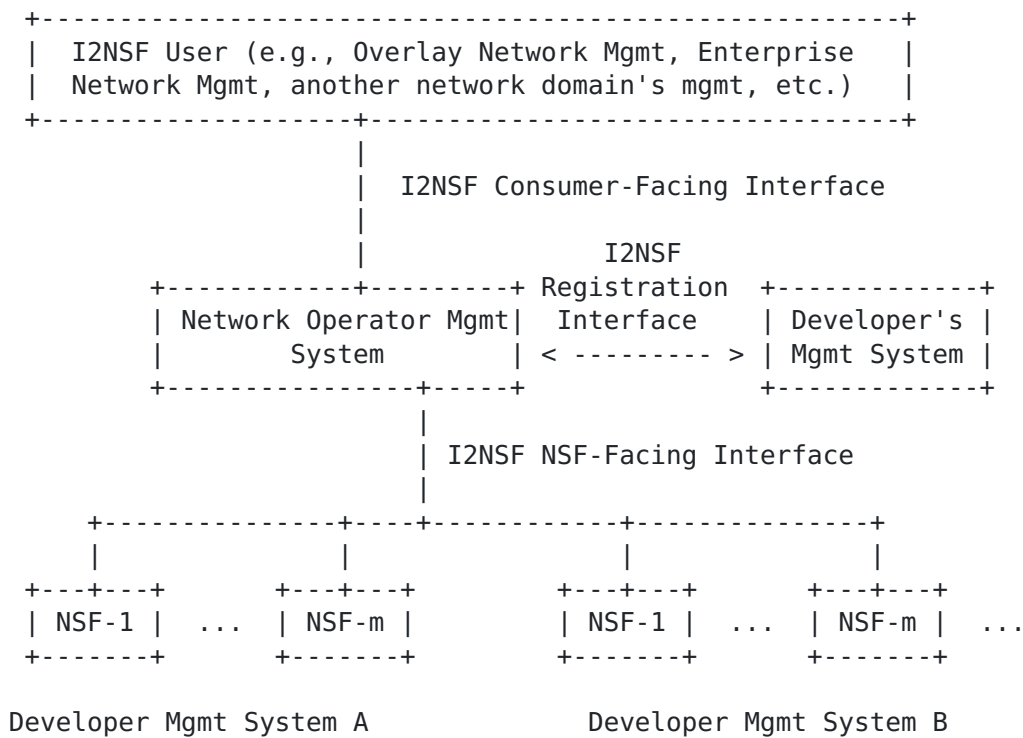 I2NSF User (e.g., Overlay Network Mgmt, Enterprise
Network Mgmt, another network domain's mgmt, etc.)
I2NSF Consumer-Facing Interface
I2NSF
Registration
Network Operator Mgmt Interface Developer's
System < --------- > Mgmt System
I2NSF NSF-Facing Interface
NSF-1 ... NSF-m NSF-1 ... NSF-m ...
Developer Mgmt System A Developer Mgmt System B